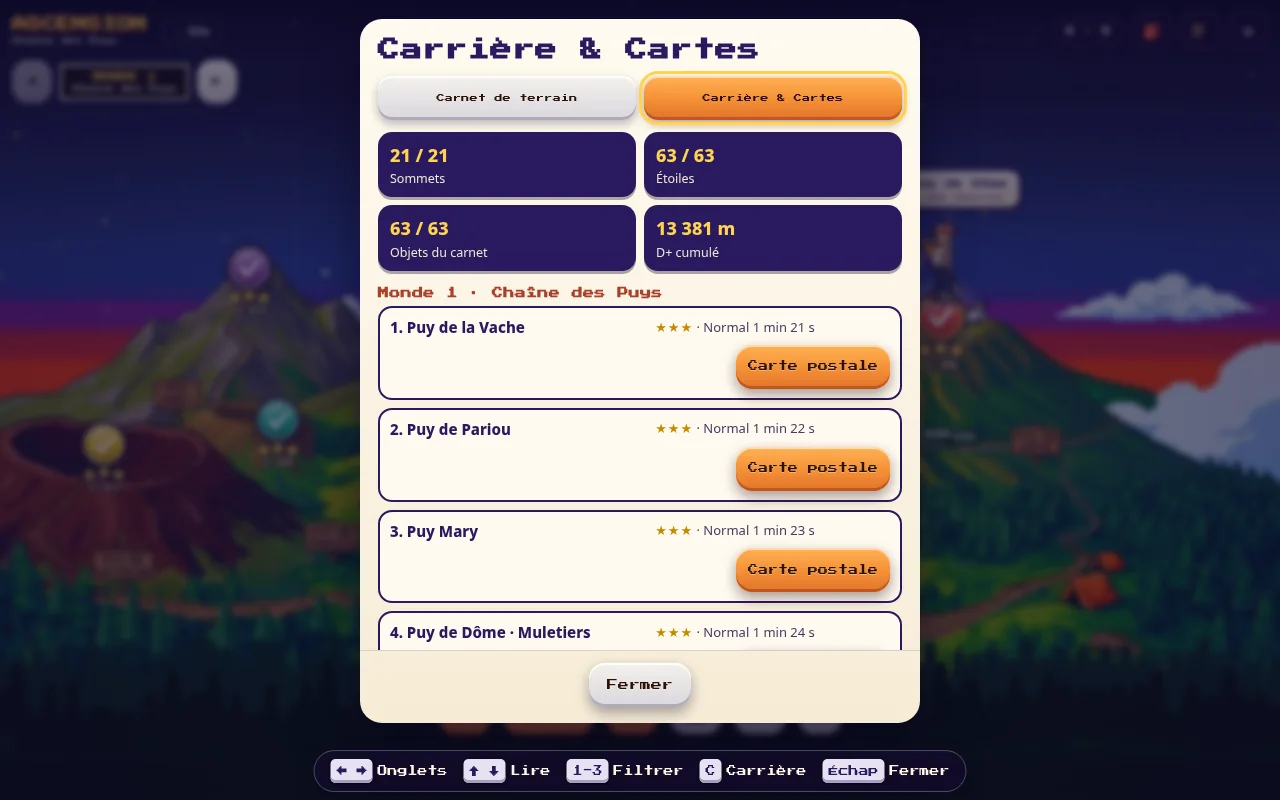 ASCENSION
Carrière & Cartes
Carnet de terrain
Carrière & Cartes
21 / 21
Sommets
63 / 63
Étoiles
63 / 63
Objets du carnet
13 381 m
D+ cumulé
Monde 1 · Chaîne des Puys
1. Puy de la Vache
★★★ · Normal 1 min 21 s
Carte postale
2. Puy de Pariou
★★★ · Normal 1 min 22 s
Carte postale
3. Puy Mary
★★★ · Normal 1 min 23 s
Carte postale
4. Puy de Dôme · Muletiers
★★★ · Normal 1 min 24 s
Fermer
← → Onglets
↑ ↓ Lire
1-3 Filtrer
C Carrière
Échap Fermer